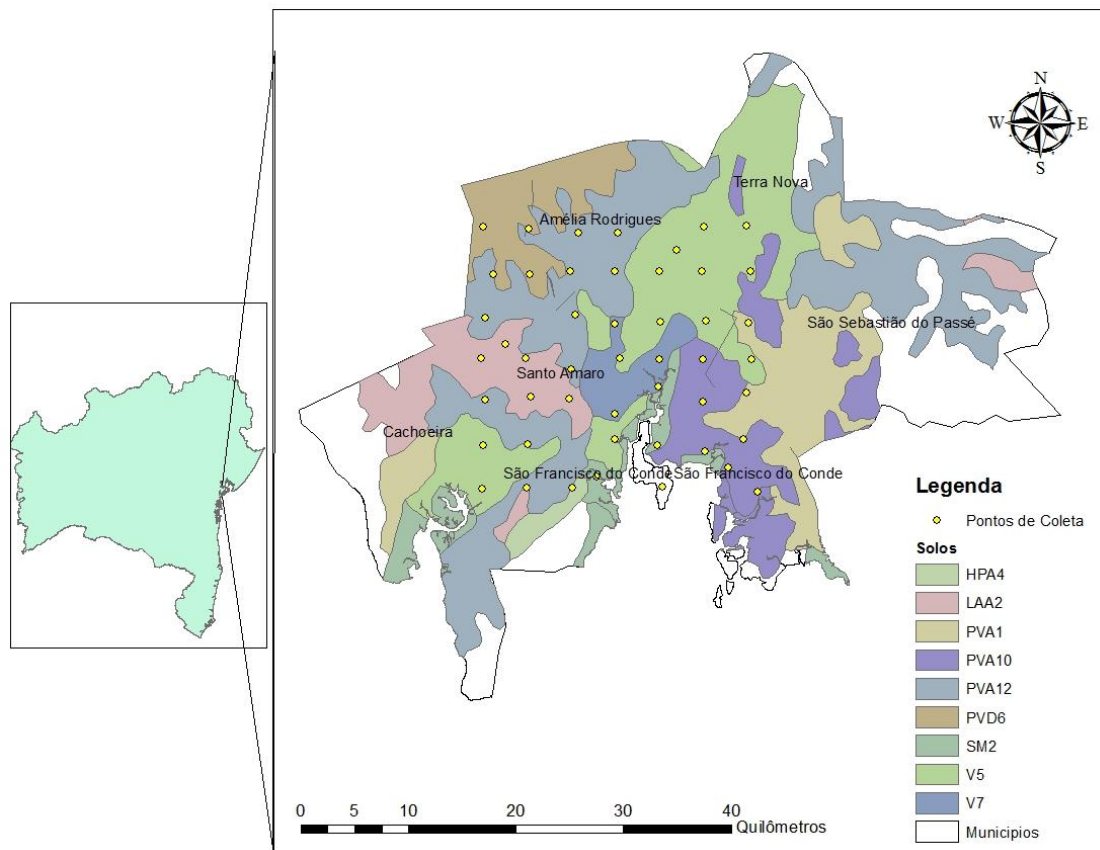 N
W E
S
Terra Nova
Amélia Rodrigues
São Sebastião do Passé
Santo Amaro
Cachoeira
São Francisco do Conde
São Francisco do Conde
Legenda
Pontos de Coleta
Solos
HPA4
LAA2
PVA1
PVA10
PVA12
PVD6
SM2
V5
V7
Municipios
0 5 10 20 30 40
Quilômetros